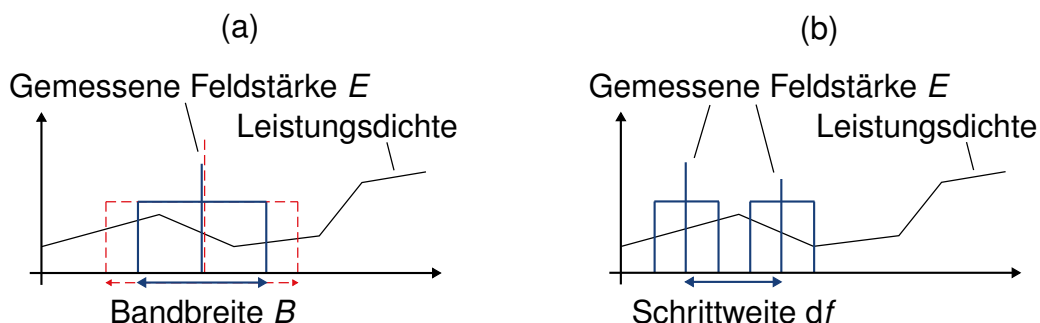 (a)
Gemessene Feldstärke E
Leistungsdichte
Bandbreite B
(b)
Gemessene Feldstärke E
Leistungsdichte
Schrittweite df